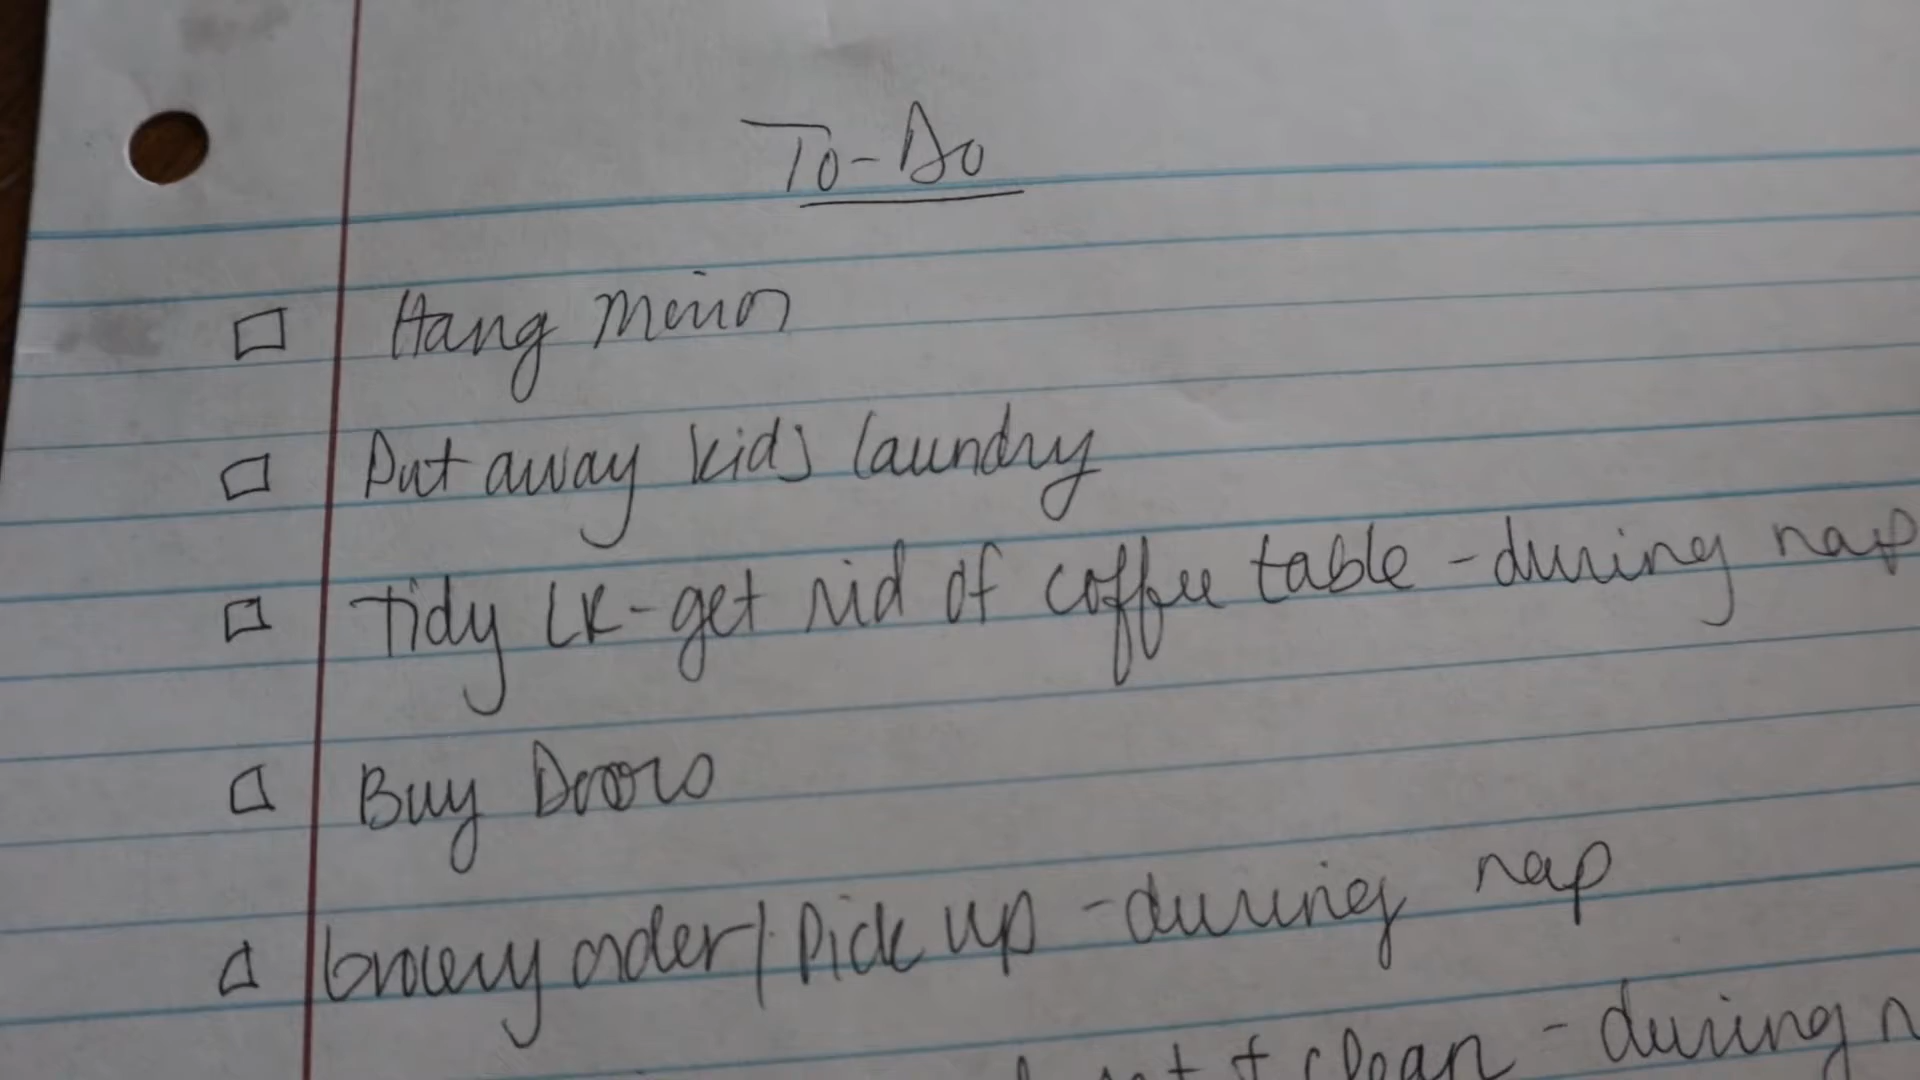 To-Do
Hang Mirror
Put away kids laundry
Tidy LR - get rid of coffee table - during nap
Buy Doors
Grocery order / Pick up - during nap
+ clean - during